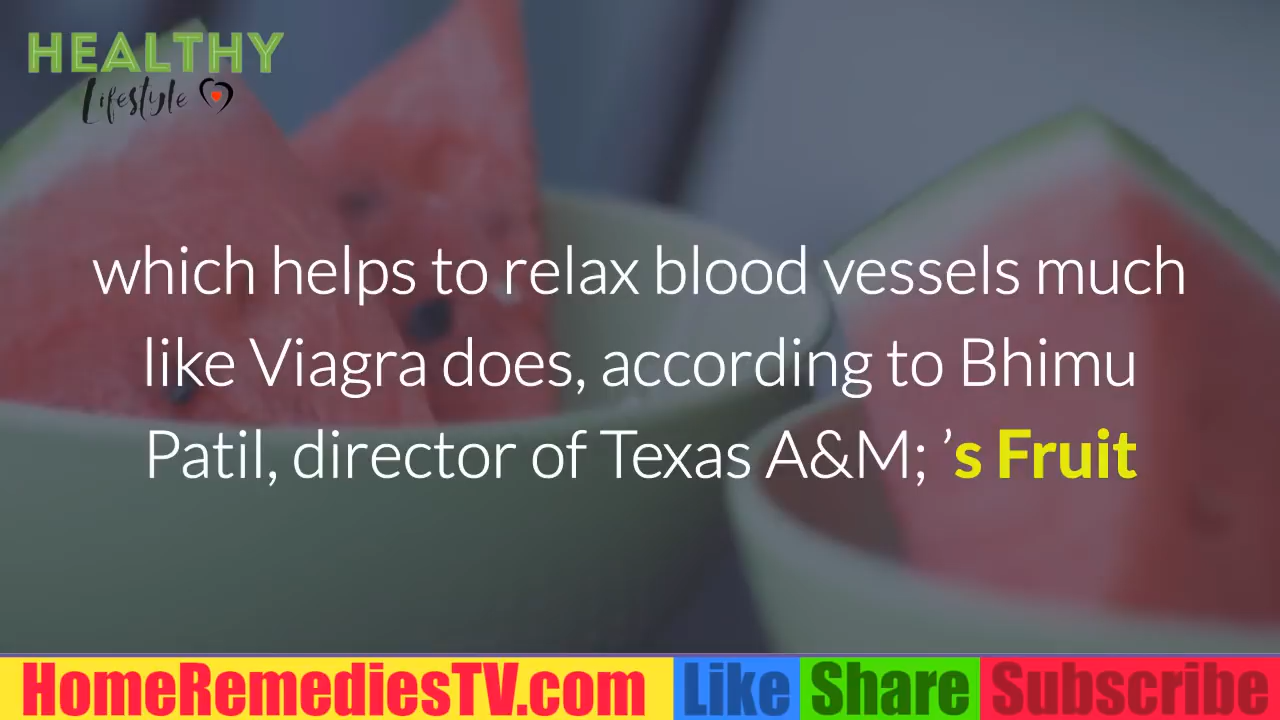 HEALTHY
Lifestyle
which helps to relax blood vessels much
like Viagra does, according to Bhimu
Patil, director of Texas A&M; ’s Fruit
HomeRemediesTV.com Like Share Subscribe